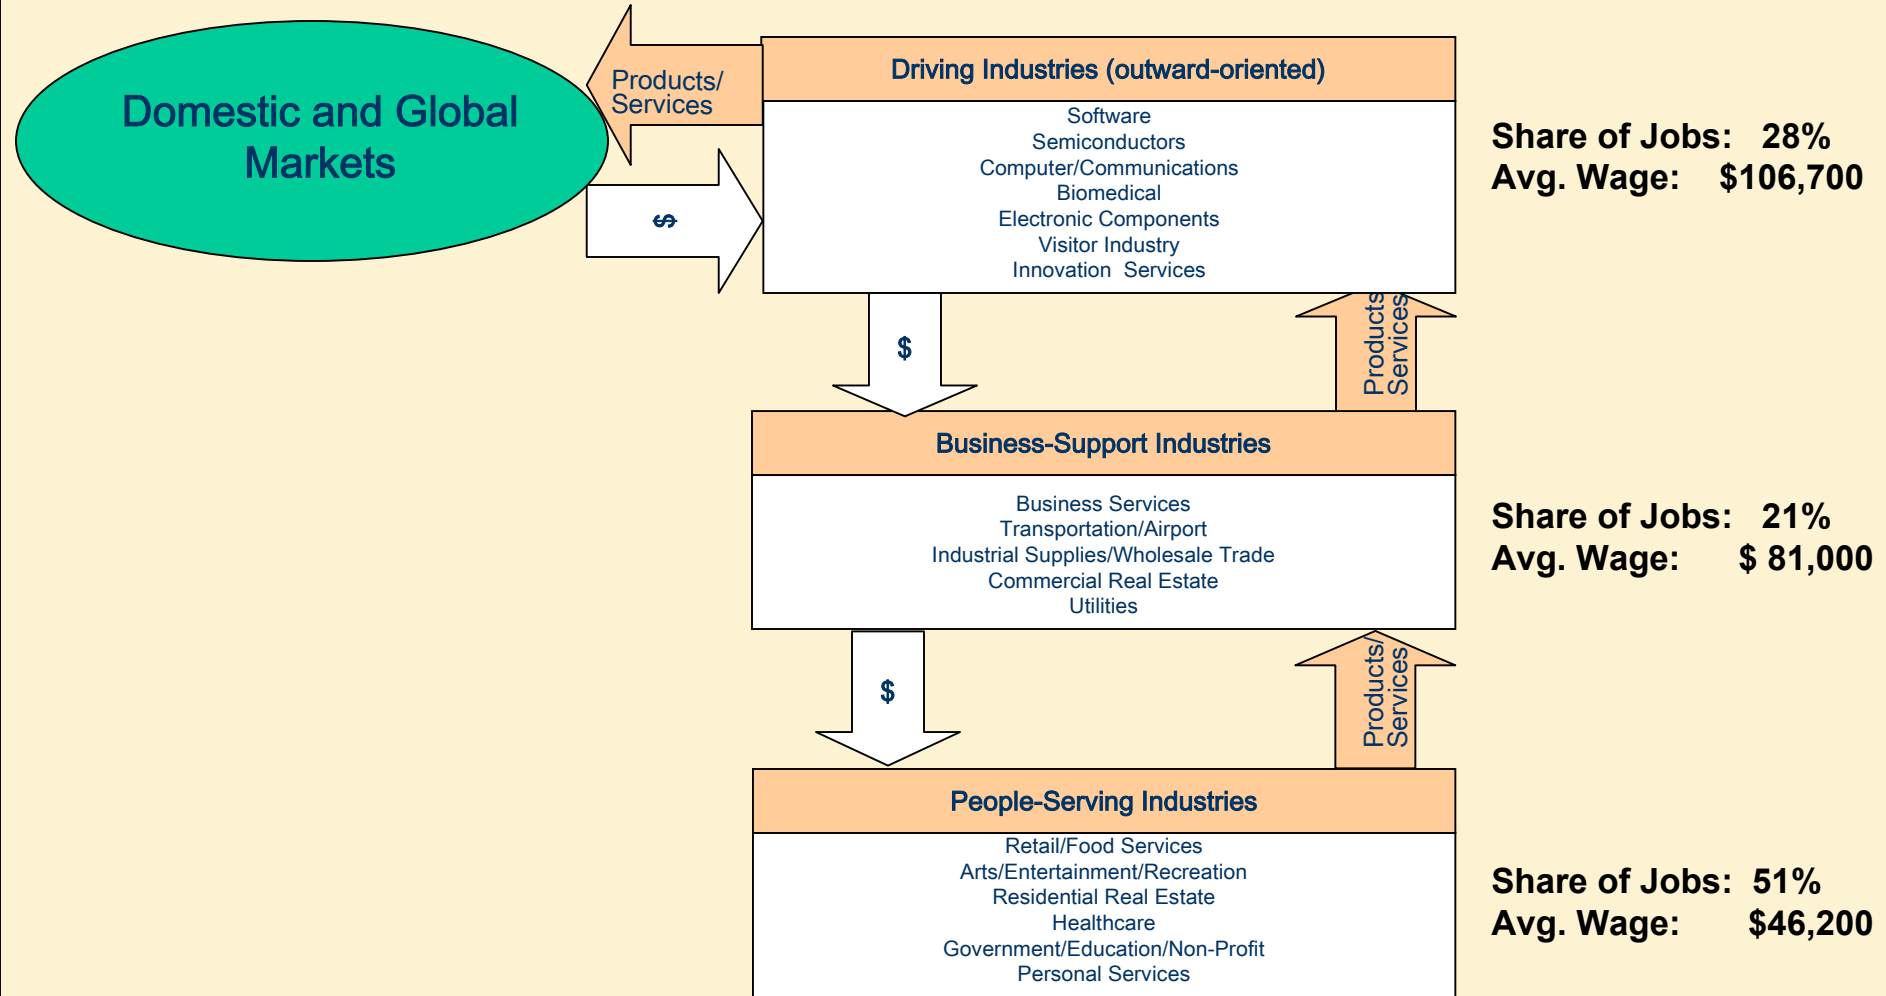 Domestic and Global
Markets
Products/
Services
$
Driving Industries (outward-oriented)
Software
Semiconductors
Computer/Communications
Biomedical
Electronic Components
Visitor Industry
Innovation Services
Share of Jobs: 28%
Avg. Wage: $106,700
$
Products
Services
Business-Support Industries
Business Services
Transportation/Airport
Industrial Supplies/Wholesale Trade
Commercial Real Estate
Utilities
Share of Jobs: 21%
Avg. Wage: $ 81,000
$
Products/
Services
People-Serving Industries
Retail/Food Services
Arts/Entertainment/Recreation
Residential Real Estate
Healthcare
Government/Education/Non-Profit
Personal Services
Share of Jobs: 51%
Avg. Wage: $46,200